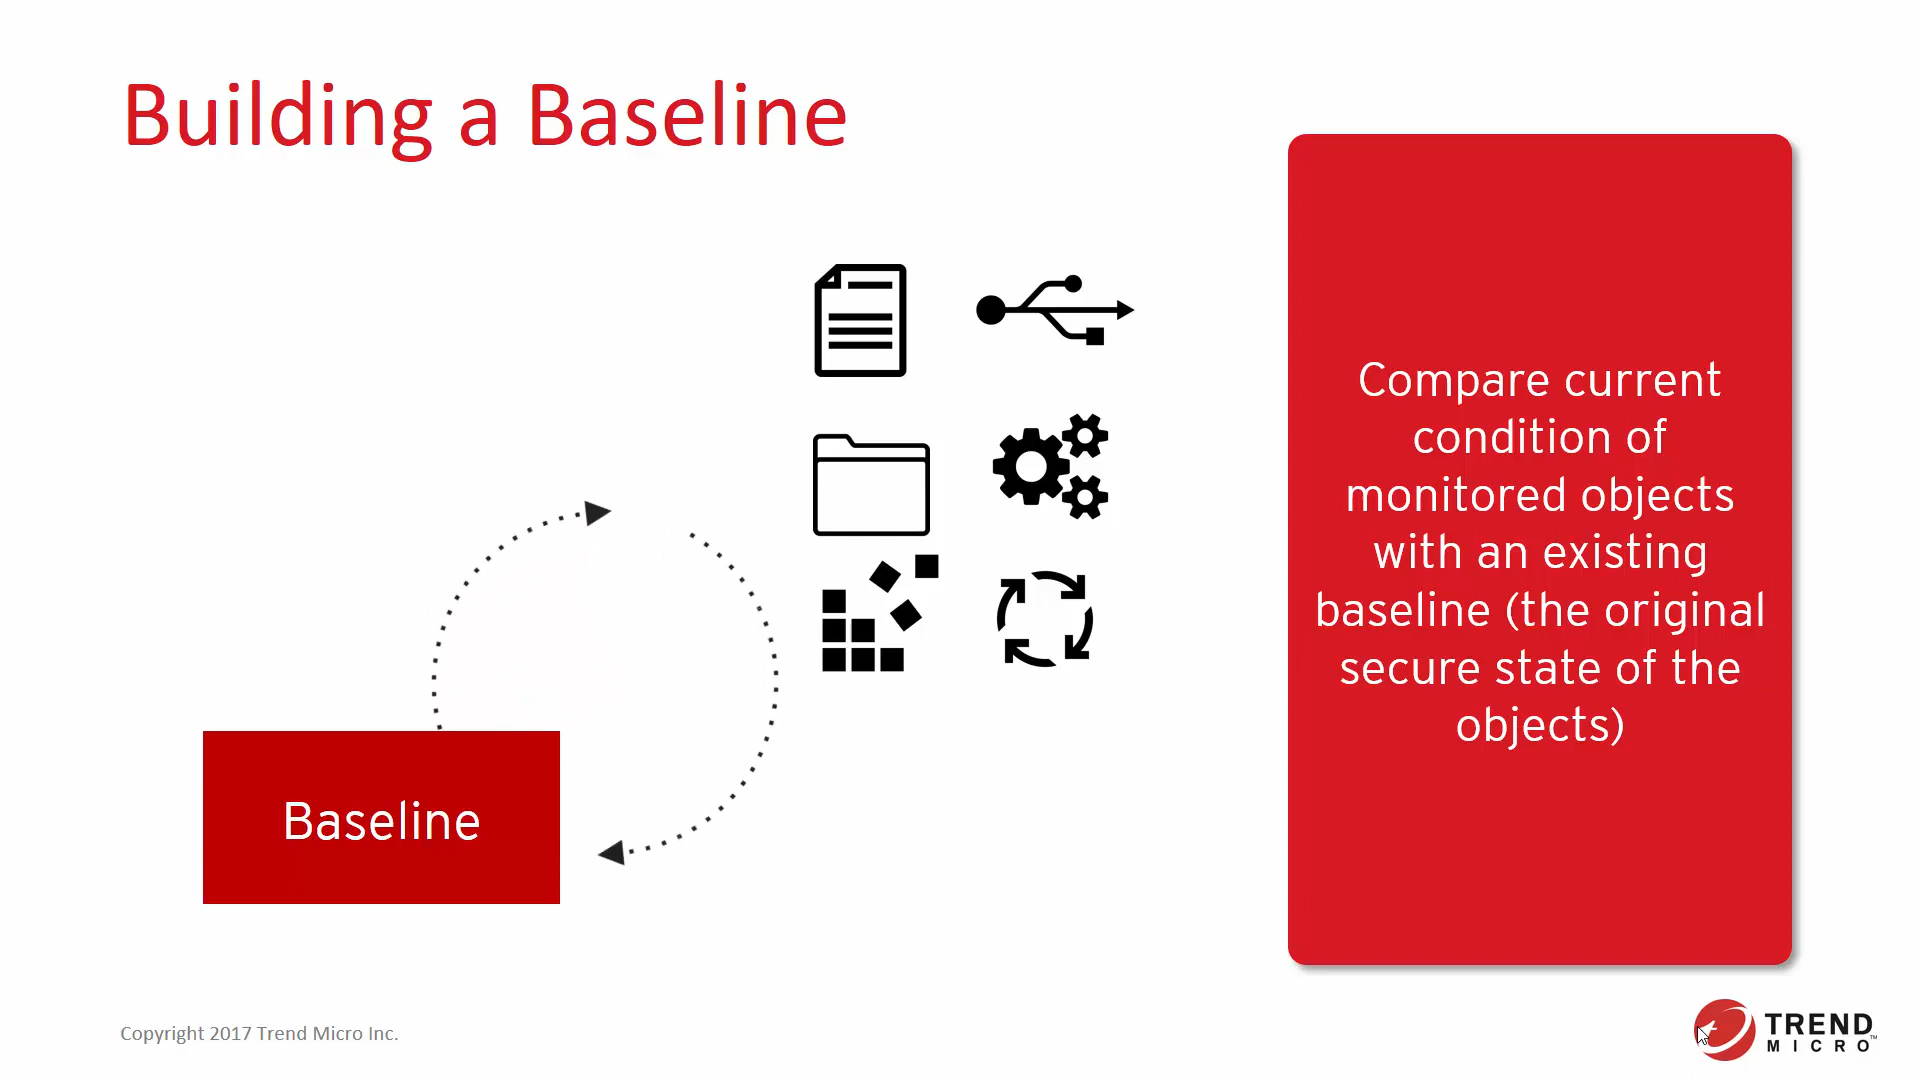 Building a Baseline
Compare current
condition of
monitored objects
with an existing
baseline (the original
secure state of the
objects)
Baseline
Copyright 2017 Trend Micro Inc.
TREND
MICRO™